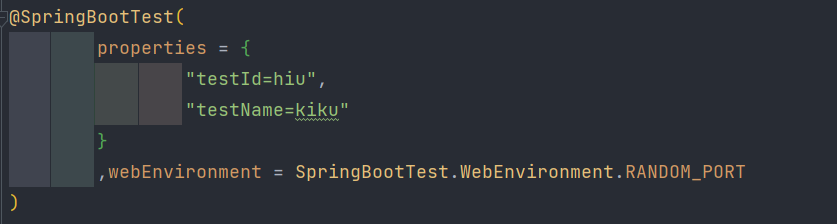 @SpringBootTest(
properties = {
"testId=hiu",
"testName=kiku"
}
,webEnvironment = SpringBootTest.WebEnvironment.RANDOM_PORT
)